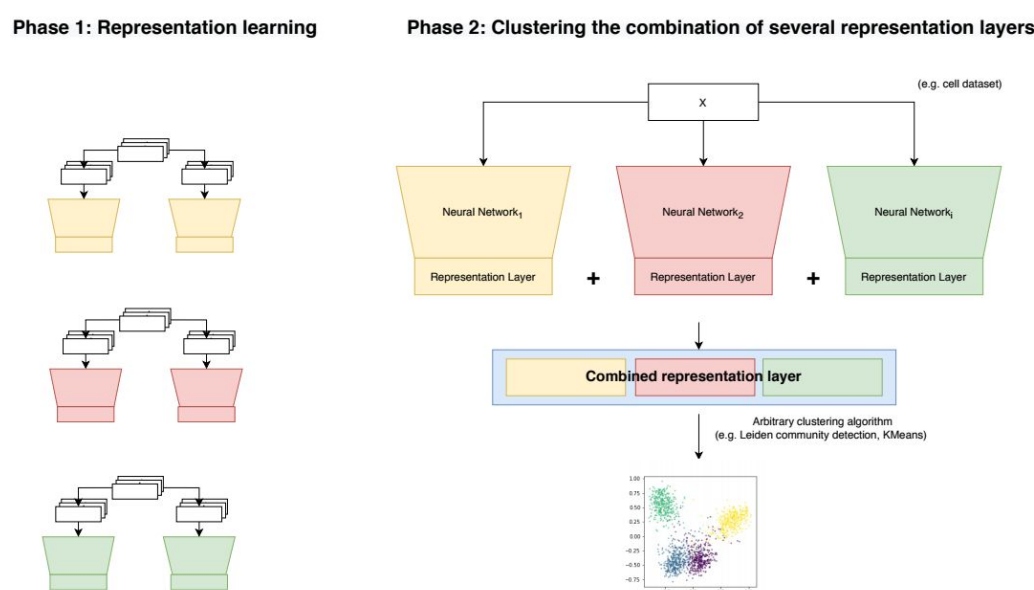 Phase 1: Representation learning
Phase 2: Clustering the combination of several representation layers
(e.g. cell dataset)
X
Neural Network1
Neural Network2
Neural Networki
Representation Layer
+
Representation Layer
+
Representation Layer
Combined representation layer
Arbitrary clustering algorithm
(e.g. Leiden community detection, KMeans)
1.00
0.75
0.50
0.25
0.00
−0.25
−0.50
−0.75